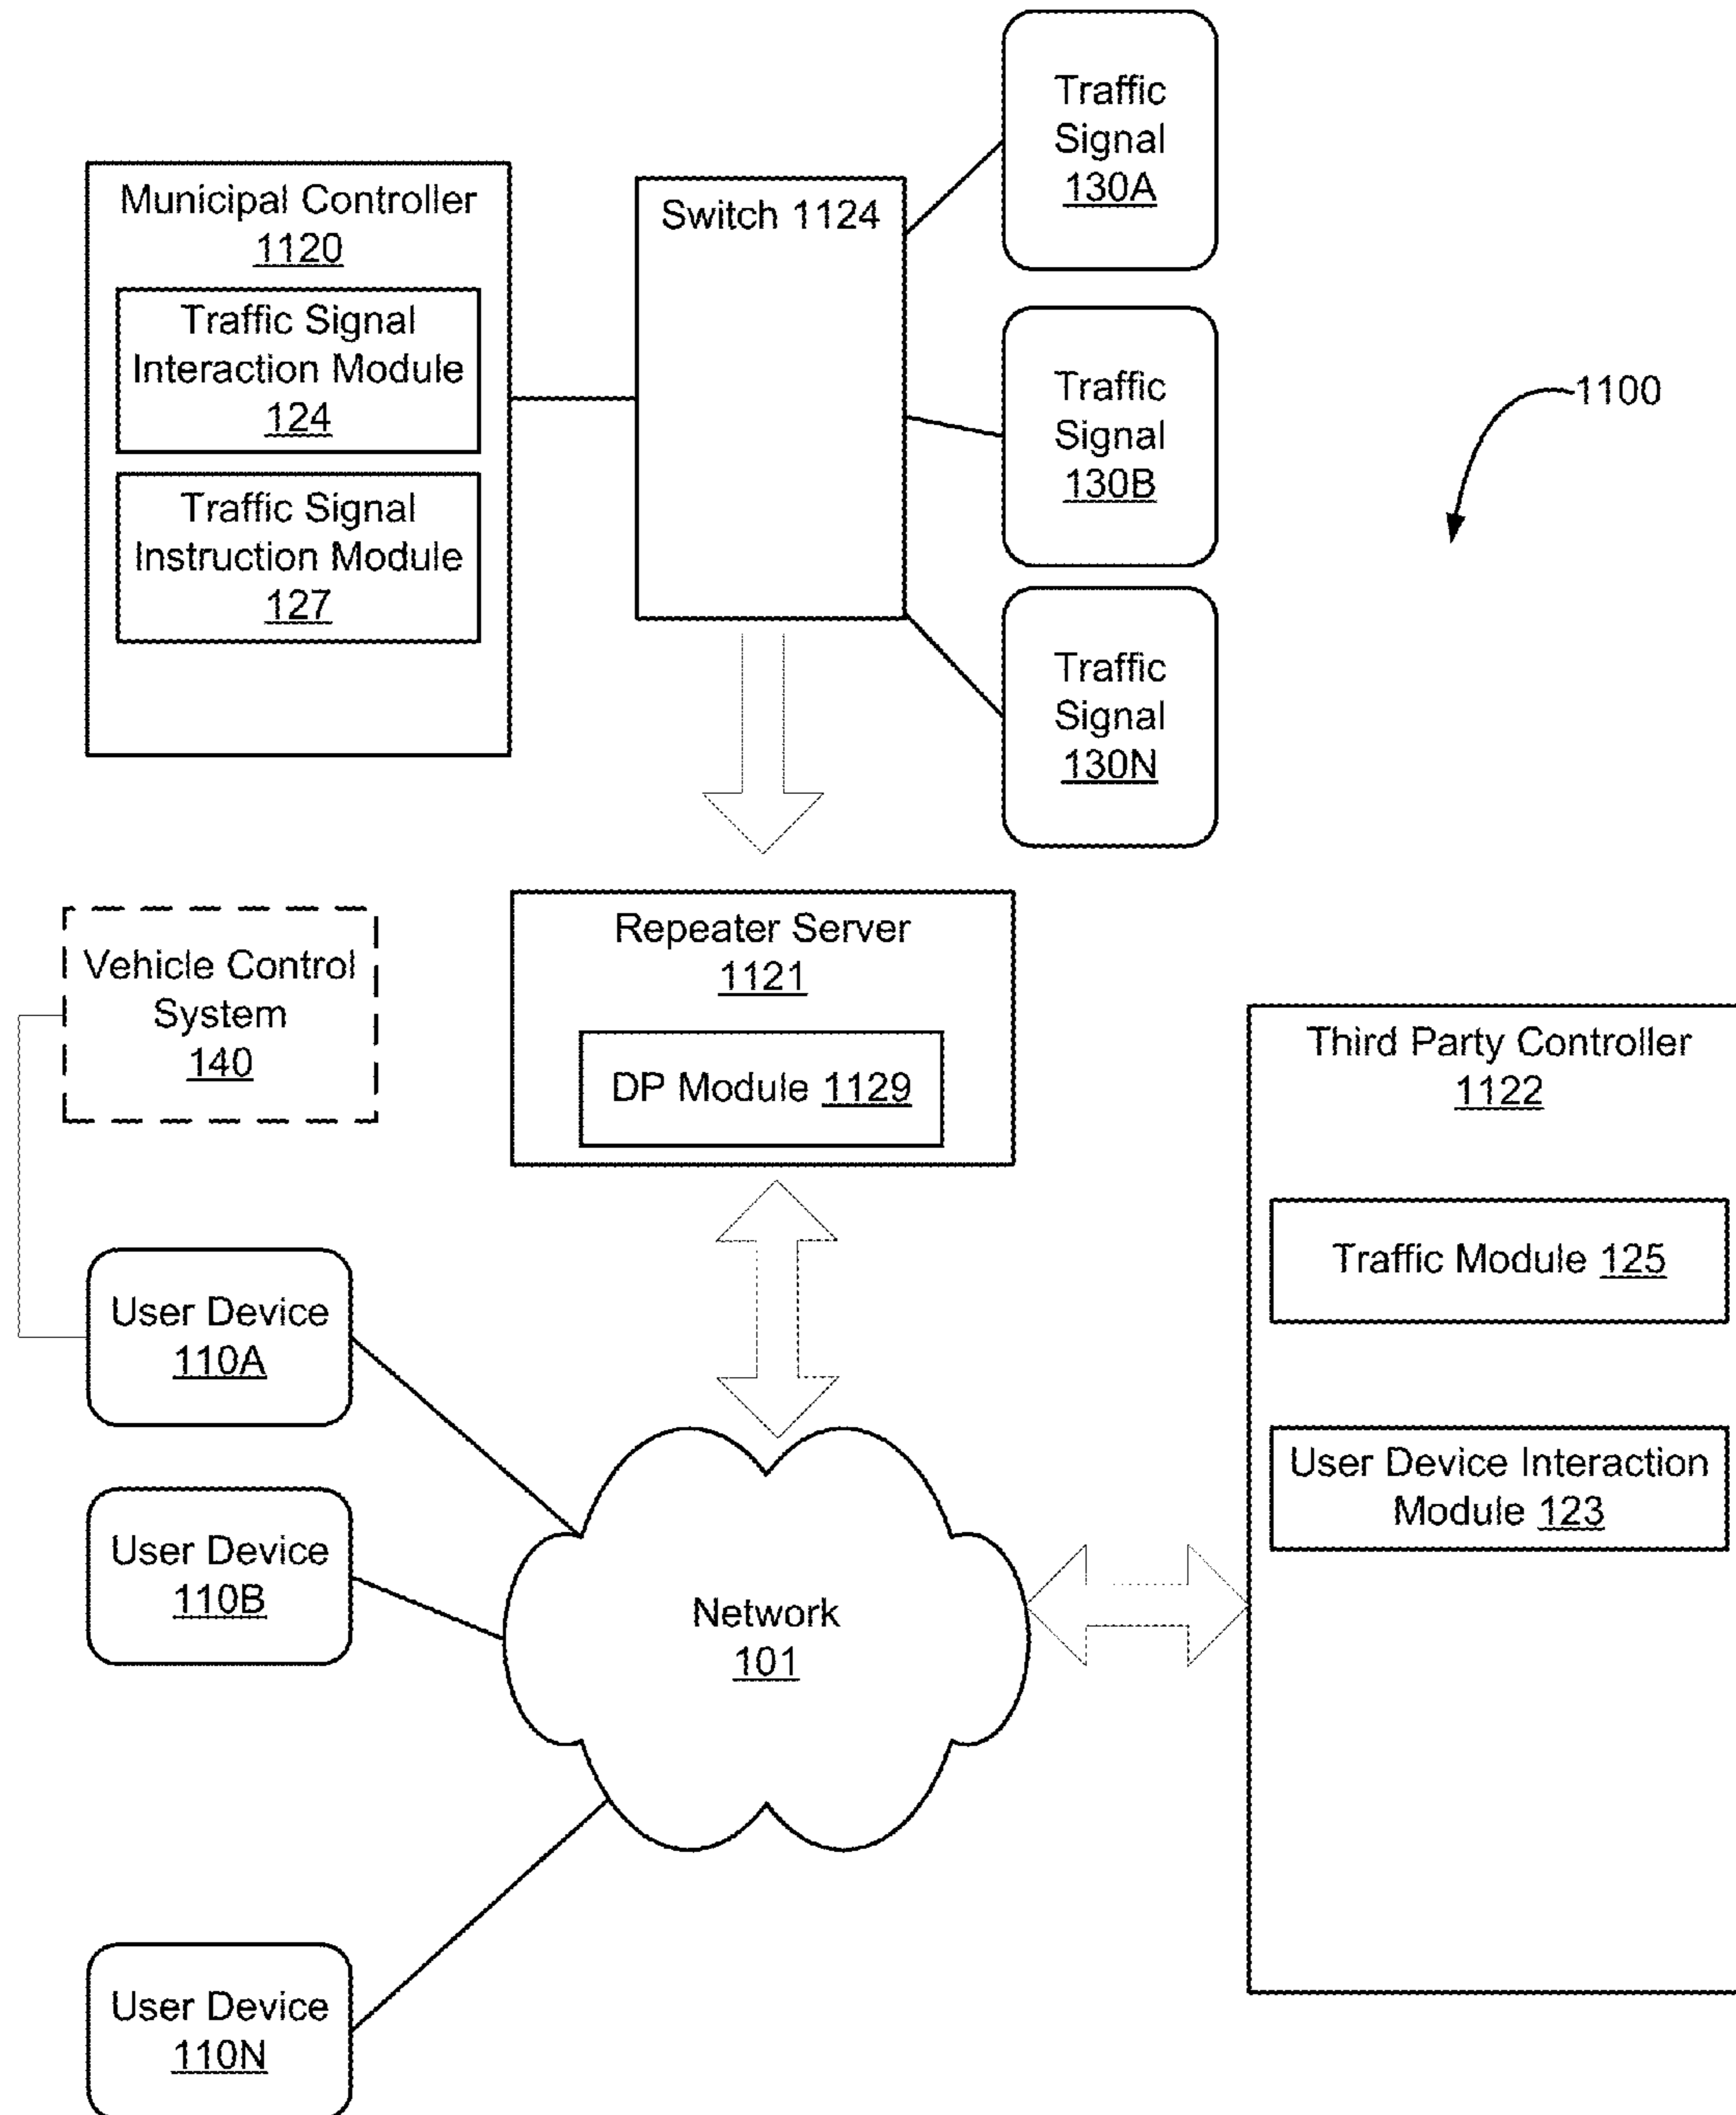 Traffic
Signal
130A
Municipal Controller
1120
Traffic Signal
Interaction Module
124
Traffic Signal
Instruction Module
127
Switch 1124
Traffic
Signal
130B
Traffic
Signal
130N
1100
Repeater Server
1121
DP Module 1129
Vehicle Control
System
140
Third Party Controller
1122
Traffic Module 125
User Device Interaction
Module 123
User Device
110A
User Device
110B
Network
101
User Device
110N